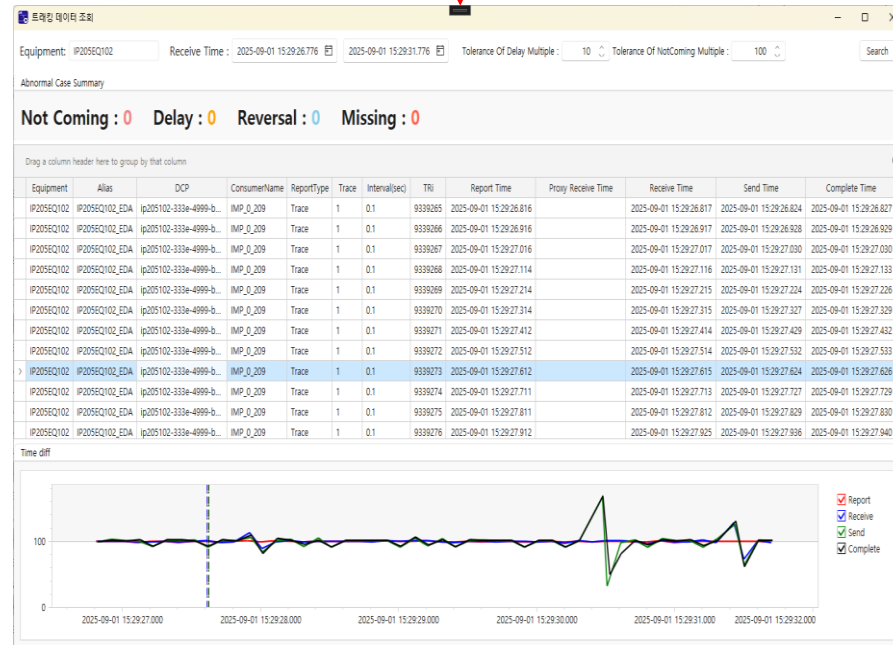 트래킹 데이터 조회
Equipment: IP205EQ102 Receive Time : 2025-09-01 15:29:26.776 2025-09-01 15:29:31.776 Tolerance Of Delay Multiple : 10 Tolerance Of NotComing Multiple : 100 Search
Abnormal Case Summary
Not Coming : 0 Delay : 0 Reversal : 0 Missing : 0
Drag a column header here to group by that column
Equipment Alias DCP ConsumerName ReportType Trace Interval(sec) TRi Report Time Proxy Receive Time Receive Time Send Time Complete Time
IP205EQ102 IP205EQ102_EDA ip205102-333e-4999-b... IMP_0_209 Trace 1 0.1 9339265 2025-09-01 15:29:26.816 2025-09-01 15:29:26.817 2025-09-01 15:29:26.824 2025-09-01 15:29:26.827
IP205EQ102 IP205EQ102_EDA ip205102-333e-4999-b... IMP_0_209 Trace 1 0.1 9339266 2025-09-01 15:29:26.916 2025-09-01 15:29:26.917 2025-09-01 15:29:26.928 2025-09-01 15:29:26.929
IP205EQ102 IP205EQ102_EDA ip205102-333e-4999-b... IMP_0_209 Trace 1 0.1 9339267 2025-09-01 15:29:27.016 2025-09-01 15:29:27.017 2025-09-01 15:29:27.030 2025-09-01 15:29:27.030
IP205EQ102 IP205EQ102_EDA ip205102-333e-4999-b... IMP_0_209 Trace 1 0.1 9339268 2025-09-01 15:29:27.114 2025-09-01 15:29:27.116 2025-09-01 15:29:27.131 2025-09-01 15:29:27.133
IP205EQ102 IP205EQ102_EDA ip205102-333e-4999-b... IMP_0_209 Trace 1 0.1 9339269 2025-09-01 15:29:27.214 2025-09-01 15:29:27.215 2025-09-01 15:29:27.224 2025-09-01 15:29:27.226
IP205EQ102 IP205EQ102_EDA ip205102-333e-4999-b... IMP_0_209 Trace 1 0.1 9339270 2025-09-01 15:29:27.314 2025-09-01 15:29:27.315 2025-09-01 15:29:27.327 2025-09-01 15:29:27.329
IP205EQ102 IP205EQ102_EDA ip205102-333e-4999-b... IMP_0_209 Trace 1 0.1 9339271 2025-09-01 15:29:27.412 2025-09-01 15:29:27.414 2025-09-01 15:29:27.429 2025-09-01 15:29:27.432
IP205EQ102 IP205EQ102_EDA ip205102-333e-4999-b... IMP_0_209 Trace 1 0.1 9339272 2025-09-01 15:29:27.512 2025-09-01 15:29:27.514 2025-09-01 15:29:27.532 2025-09-01 15:29:27.533
IP205EQ102 IP205EQ102_EDA ip205102-333e-4999-b... IMP_0_209 Trace 1 0.1 9339273 2025-09-01 15:29:27.612 2025-09-01 15:29:27.615 2025-09-01 15:29:27.624 2025-09-01 15:29:27.626
IP205EQ102 IP205EQ102_EDA ip205102-333e-4999-b... IMP_0_209 Trace 1 0.1 9339274 2025-09-01 15:29:27.711 2025-09-01 15:29:27.713 2025-09-01 15:29:27.727 2025-09-01 15:29:27.729
IP205EQ102 IP205EQ102_EDA ip205102-333e-4999-b... IMP_0_209 Trace 1 0.1 9339275 2025-09-01 15:29:27.811 2025-09-01 15:29:27.812 2025-09-01 15:29:27.829 2025-09-01 15:29:27.830
IP205EQ102 IP205EQ102_EDA ip205102-333e-4999-b... IMP_0_209 Trace 1 0.1 9339276 2025-09-01 15:29:27.912 2025-09-01 15:29:27.925 2025-09-01 15:29:27.936 2025-09-01 15:29:27.940
Time diff
Report
Receive
Send
Complete
100
0
2025-09-01 15:29:27.000 2025-09-01 15:29:28.000 2025-09-01 15:29:29.000 2025-09-01 15:29:30.000 2025-09-01 15:29:31.000 2025-09-01 15:29:32.000